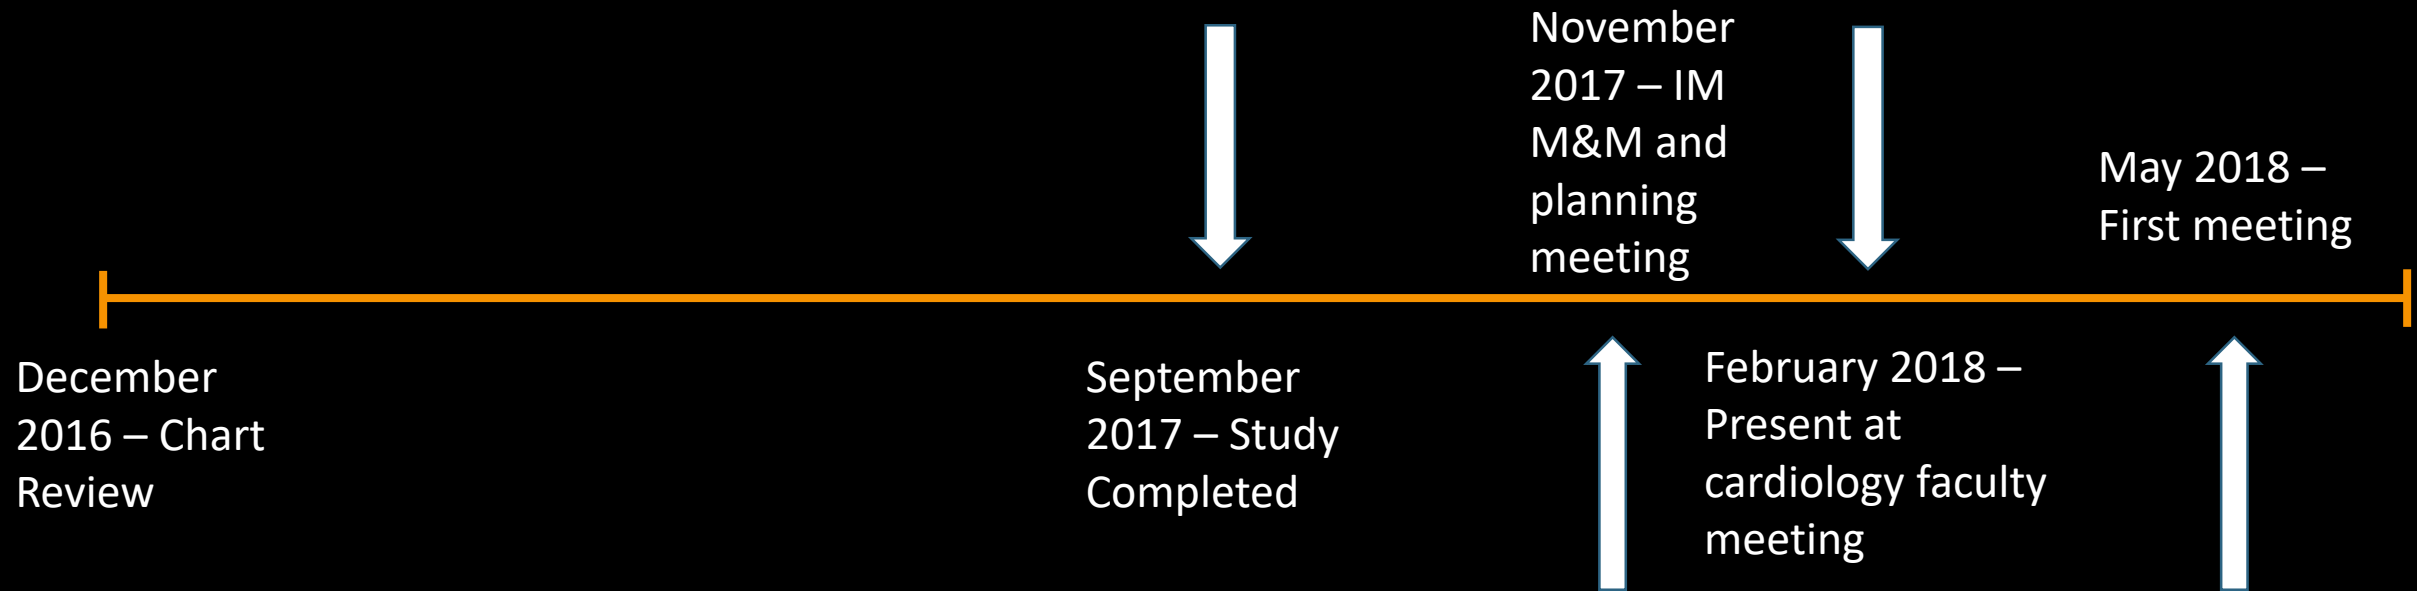 December
2016 – Chart
Review
September
2017 – Study
Completed
November
2017 – IM
M&M and
planning
meeting
February 2018 –
Present at
cardiology faculty
meeting
May 2018 –
First meeting